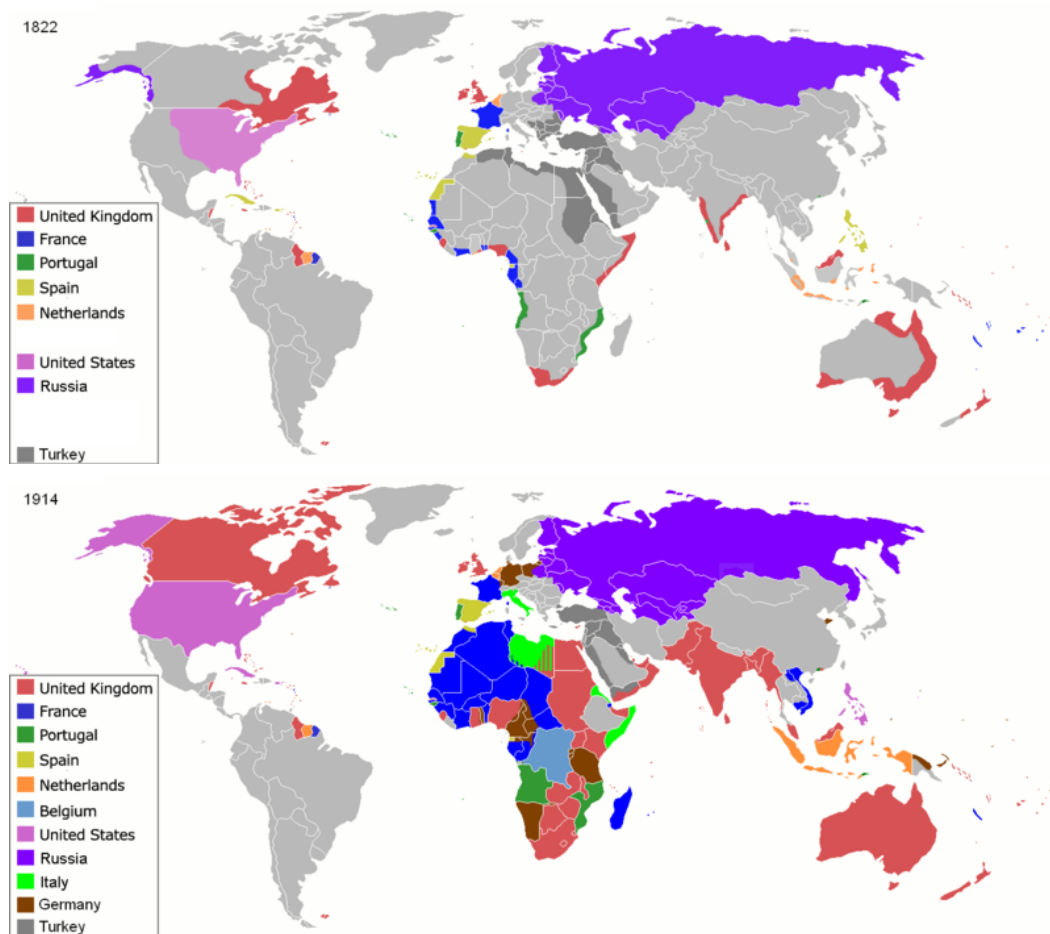 1822
United Kingdom
France
Portugal
Spain
Netherlands
United States
Russia
Turkey
1914
United Kingdom
France
Portugal
Spain
Netherlands
Belgium
United States
Russia
Italy
Germany
Turkey